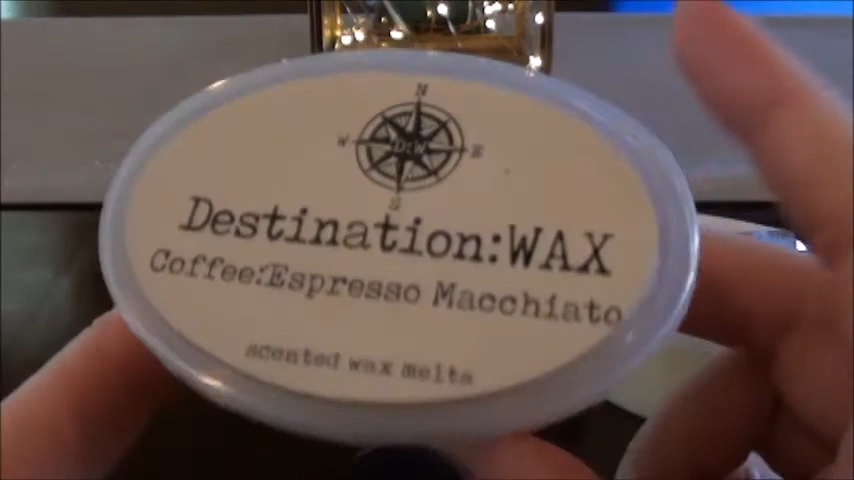 N
W D:W E
S
Destination:WAX
Coffee:Espresso Macchiato
scented wax melts